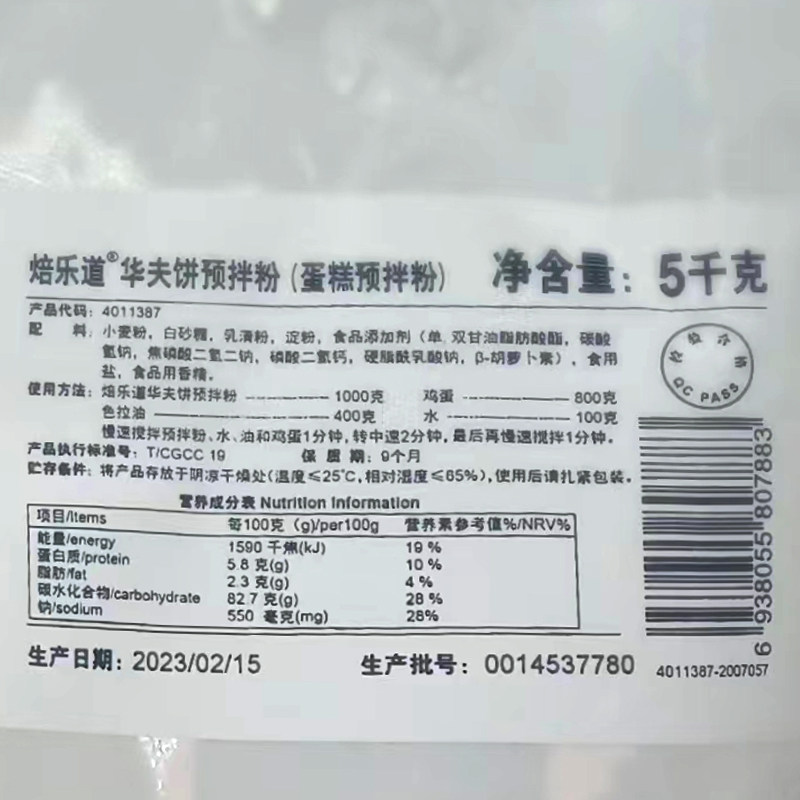 焙乐道®华夫饼预拌粉(蛋糕预拌粉) 净含量：5千克
产品代码：4011387
配 料：小麦粉，白砂糖，乳清粉，淀粉，食品添加剂（单,双甘油脂肪酸酯，碳酸
氢钠，焦磷酸二氢二钠，磷酸二氢钙，硬脂酰乳酸钠，β-胡萝卜素），食用
盐，食品用香精。
使用方法：焙乐道华夫饼预拌粉 1000克 鸡蛋 800克
色拉油 400克 水 100克
慢速搅拌预拌粉、水、油和鸡蛋1分钟，转中速2分钟，最后再慢速搅拌1分钟。
产品执行标准号：T/CGCC 19 保质期：9个月
贮存条件：将产品存放于阴凉干燥处(温度≤25℃,相对湿度≤65%),使用后请扎紧包装。
营养成分表 Nutrition Information
项目/Items 每100克 (g)/per100g 营养素参考值%/NRV%
能量/energy 1590 千焦(kJ) 19 %
蛋白质/protein 5.8 克(g) 10 %
脂肪/fat 2.3 克(g) 4 %
碳水化合物/carbohydrate 82.7 克(g) 28 %
钠/sodium 550 毫克(mg) 28%
生产日期：2023/02/15 生产批号：0014537780
QC PASS
6 938055 807883
4011387-2007057